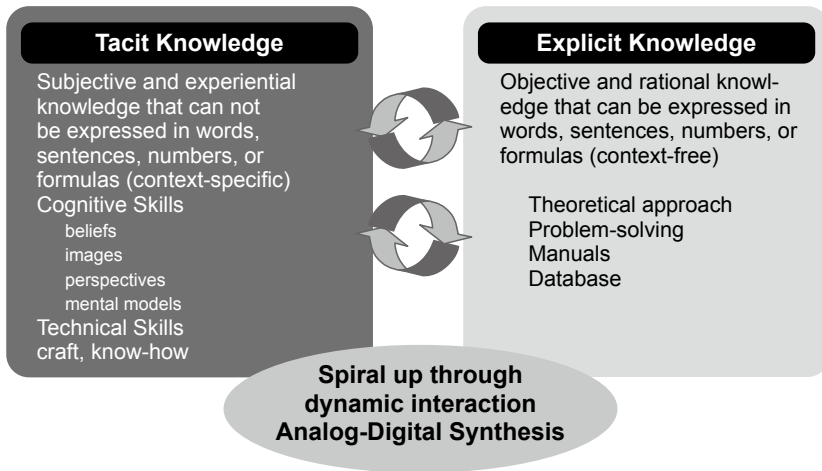 Tacit Knowledge
Subjective and experiential
knowledge that can not
be expressed in words,
sentences, numbers, or
formulas (context-specific)
Cognitive Skills
beliefs
images
perspectives
mental models
Technical Skills
craft, know-how
Explicit Knowledge
Objective and rational knowl-
edge that can be expressed in
words, sentences, numbers, or
formulas (context-free)
Theoretical approach
Problem-solving
Manuals
Database
Spiral up through
dynamic interaction
Analog-Digital Synthesis